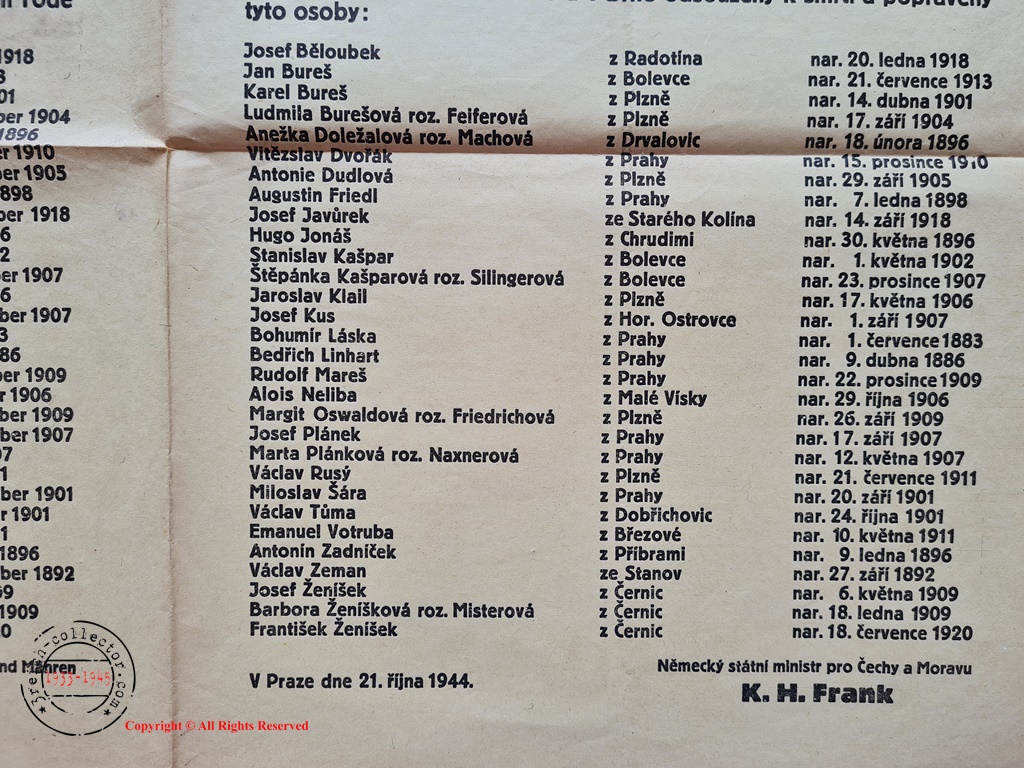 tyto osoby:
Josef Běloubek z Radotína nar. 20. ledna 1918
Jan Bureš z Bolevce nar. 21. července 1913
Karel Bureš z Plzně nar. 14. dubna 1901
Ludmila Burešová roz. Feiferová z Plzně nar. 17. září 1904
Anežka Doležalová roz. Machová z Drvalovic nar. 18. února 1896
Vítězslav Dvořák z Prahy nar. 15. prosince 1910
Antonie Dudlová z Plzně nar. 29. září 1905
Augustin Friedl z Prahy nar. 7. ledna 1898
Josef Javůrek ze Starého Kolína nar. 14. září 1918
Hugo Jonáš z Chrudimi nar. 30. května 1896
Stanislav Kašpar z Bolevce nar. 1. května 1902
Štěpánka Kašparová roz. Silingerová z Bolevce nar. 23. prosince 1907
Jaroslav Klail z Plzně nar. 17. května 1906
Josef Kus z Hor. Ostrovce nar. 1. září 1907
Bohumír Láska z Prahy nar. 1. července 1883
Bedřich Linhart z Prahy nar. 9. dubna 1886
Rudolf Mareš z Prahy nar. 22. prosince 1909
Alois Neliba z Malé Vísky nar. 29. října 1906
Margit Oswaldová roz. Friedrichová z Plzně nar. 26. září 1909
Josef Plánek z Prahy nar. 17. září 1907
Marta Plánková roz. Naxnerová z Prahy nar. 12. května 1907
Václav Rusý z Plzně nar. 21. července 1911
Miloslav Šára z Prahy nar. 20. září 1901
Václav Tůma z Dobřichovic nar. 24. října 1901
Emanuel Votruba z Březové nar. 10. května 1911
Antonín Zadníček z Příbrami nar. 9. ledna 1896
Václav Zeman ze Stanov nar. 27. září 1892
Josef Ženíšek z Černic nar. 6. května 1909
Barbora Ženíšková roz. Misterová z Černic nar. 18. ledna 1909
František Ženíšek z Černic nar. 18. července 1920
Německý státní ministr pro Čechy a Moravu
V Praze dne 21. října 1944.
K. H. Frank
1918
1904
1896
1910
1905
1918
1907
1907
1909
1906
1909
1907
1901
1901
1896
1892
1909
Mähren
3reich-collector.com
1933-1945
Copyright © All Rights Reserved